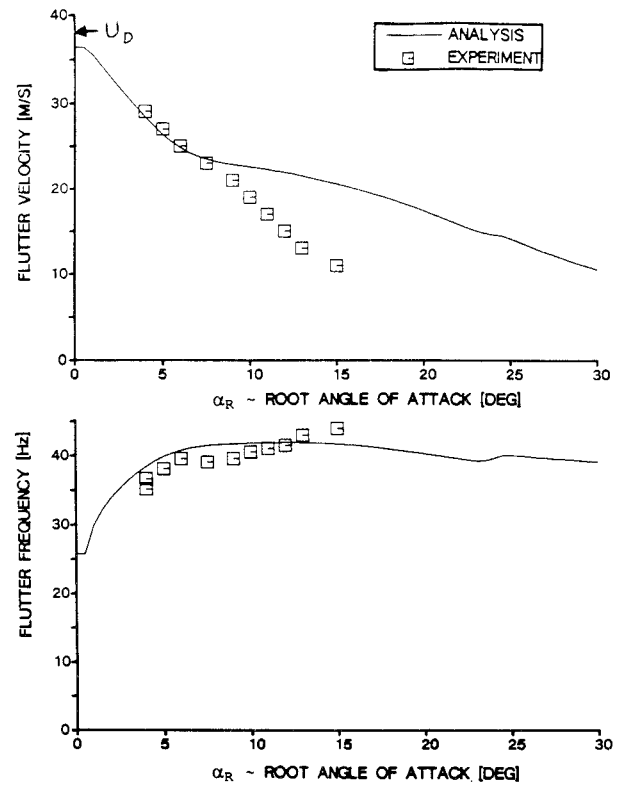 40
U_D
ANALYSIS
EXPERIMENT
30
20
10
0
FLUTTER VELOCITY [M/S]
0 5 10 15 20 25 30
α_R ~ ROOT ANGLE OF ATTACK [DEG]
40
30
20
10
0
FLUTTER FREQUENCY [Hz]
0 5 10 15 20 25 30
α_R ~ ROOT ANGLE OF ATTACK [DEG]